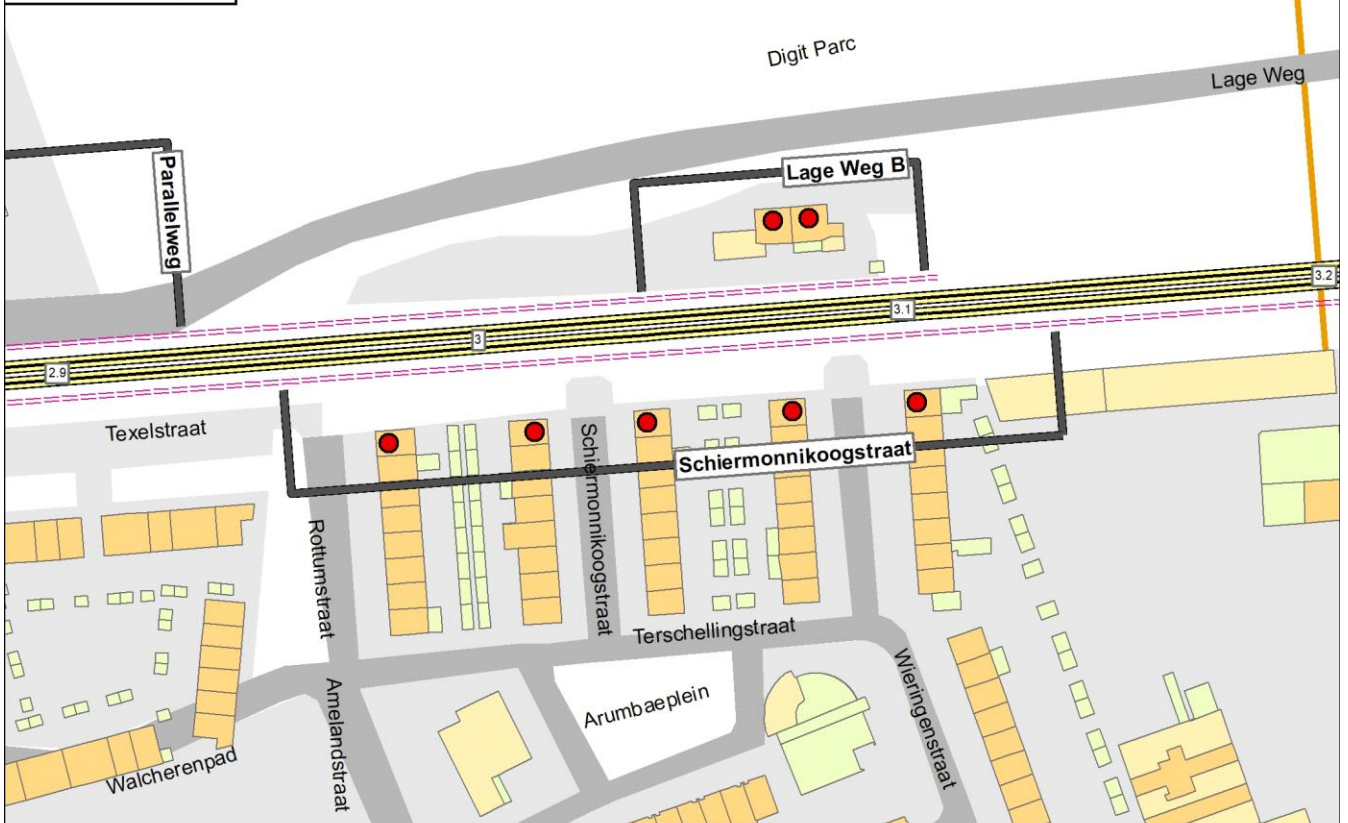 Digit Parc
Lage Weg
Parallelweg
Lage Weg B
3.2
3.1
3
2.9
Texelstraat
Schiermonnikoogstraat
Schiermonnikoogstraat
Rottumstraat
Terschellingstraat
Wieringenstraat
Amelandstraat
Arumbaeplein
Walcherenpad